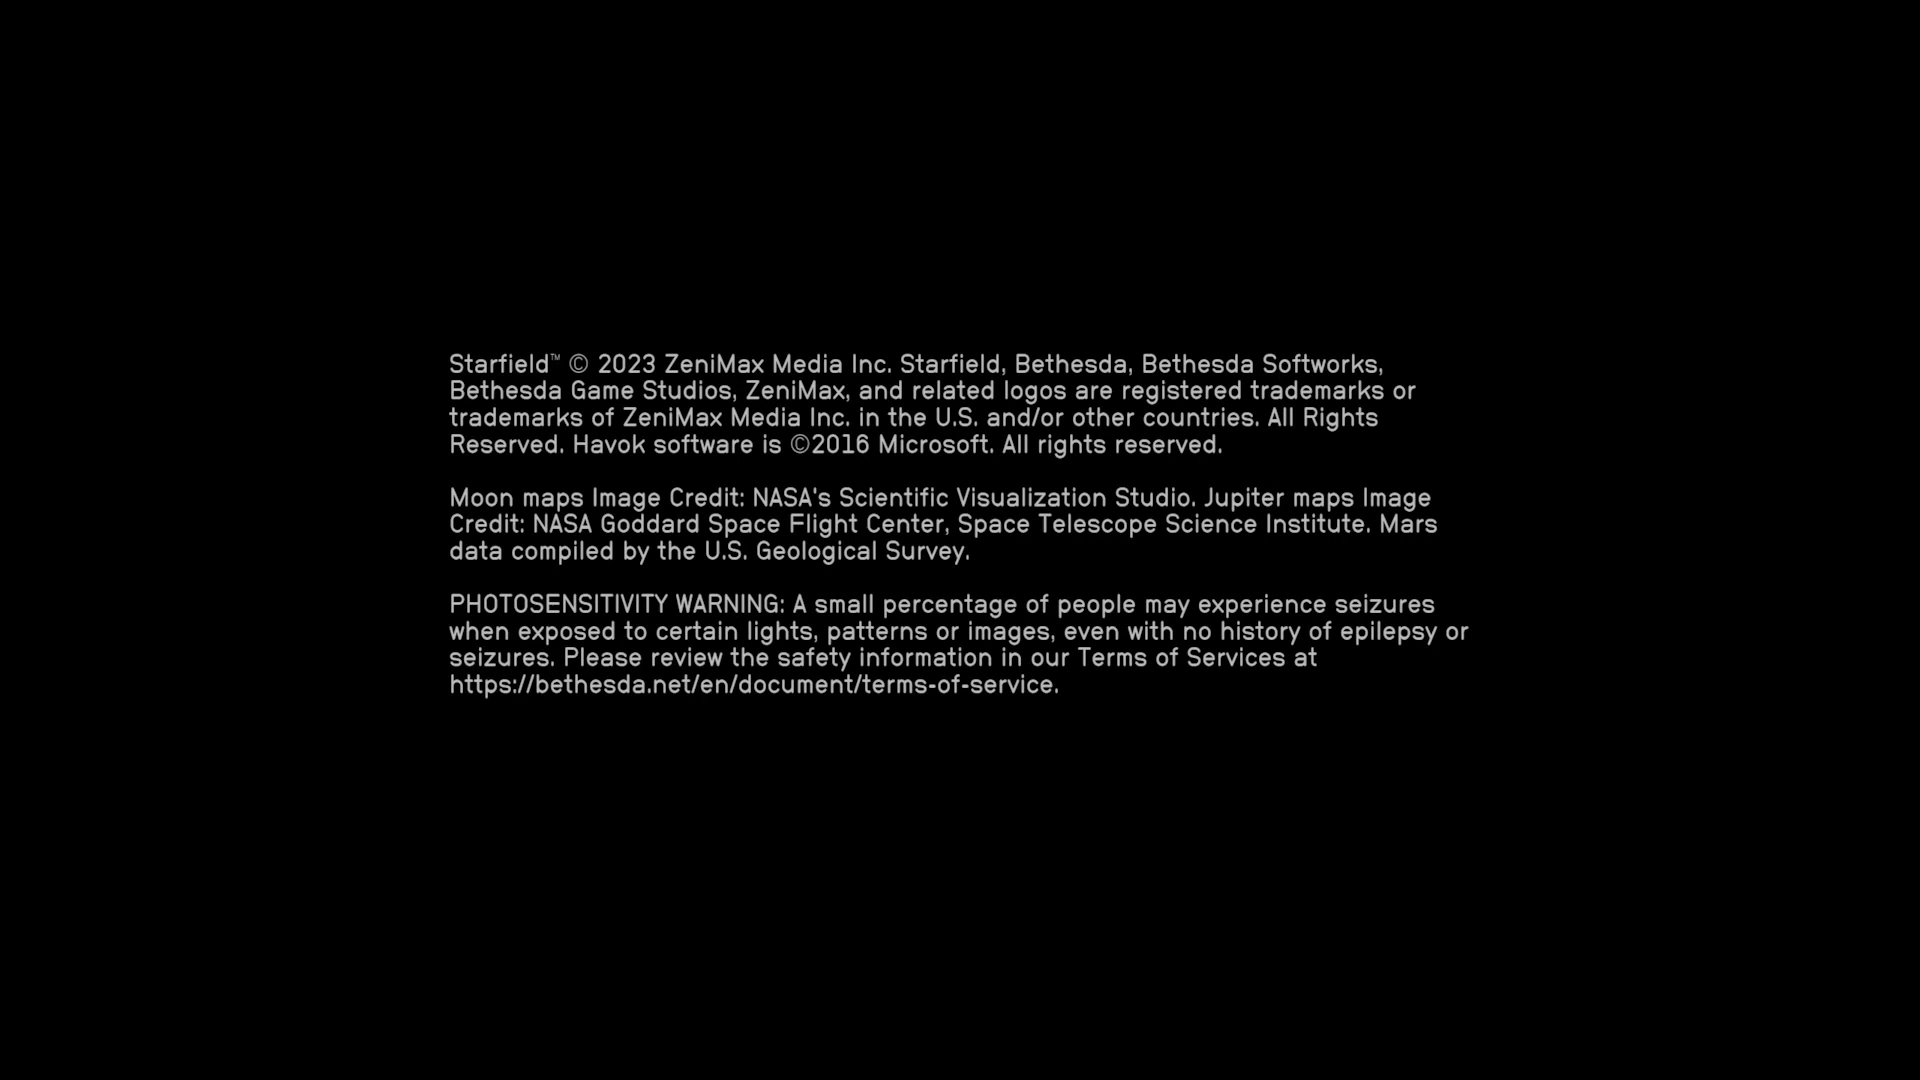 Starfield™ © 2023 ZeniMax Media Inc. Starfield, Bethesda, Bethesda Softworks,
Bethesda Game Studios, ZeniMax, and related logos are registered trademarks or
trademarks of ZeniMax Media Inc. in the U.S. and/or other countries. All Rights
Reserved. Havok software is ©2016 Microsoft. All rights reserved.
Moon maps Image Credit: NASA's Scientific Visualization Studio. Jupiter maps Image
Credit: NASA Goddard Space Flight Center, Space Telescope Science Institute. Mars
data compiled by the U.S. Geological Survey.
PHOTOSENSITIVITY WARNING: A small percentage of people may experience seizures
when exposed to certain lights, patterns or images, even with no history of epilepsy or
seizures. Please review the safety information in our Terms of Services at
https://bethesda.net/en/document/terms-of-service.